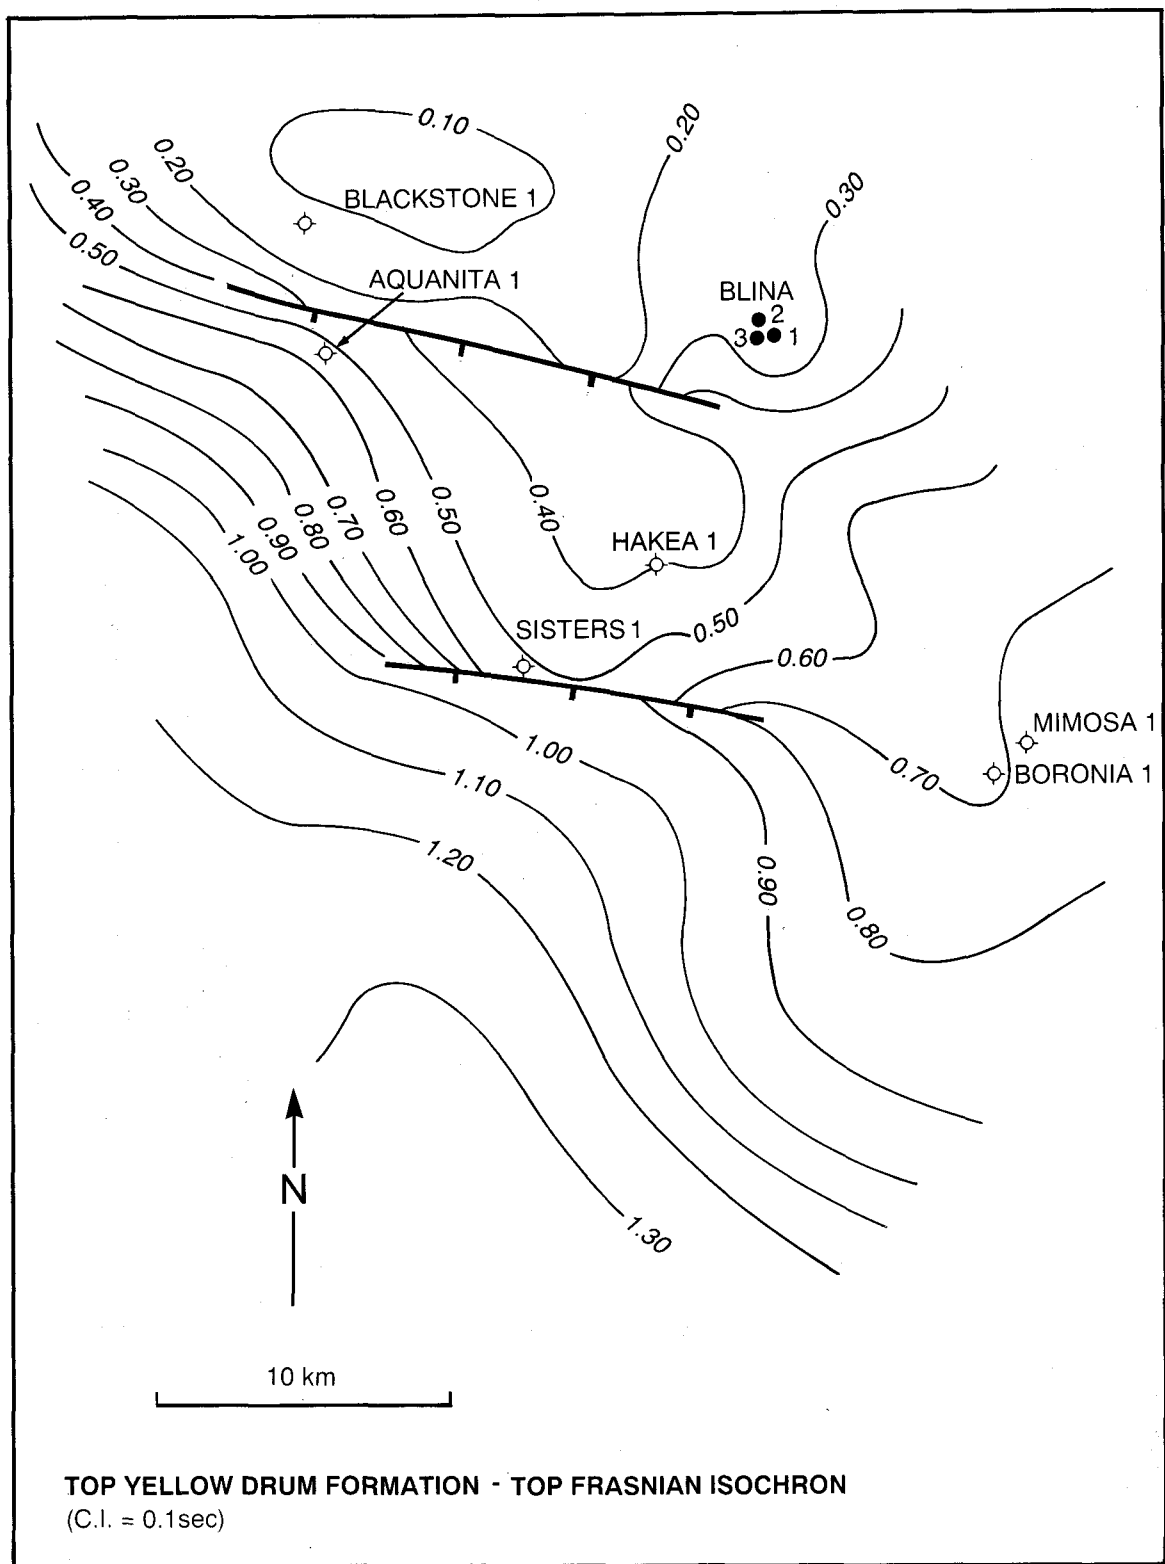 0.10
0.20
0.20
0.30
0.40
0.50
0.30
BLACKSTONE 1
AQUANITA 1
BLINA
2
3 1
0.40
0.50
0.60
0.70
0.80
0.90
1.00
HAKEA 1
SISTERS 1
0.50
0.60
MIMOSA 1
BORONIA 1
0.70
1.00
1.10
1.20
0.90
0.80
N
1.30
10 km
TOP YELLOW DRUM FORMATION - TOP FRASNIAN ISOCHRON
(C.I. = 0.1sec)